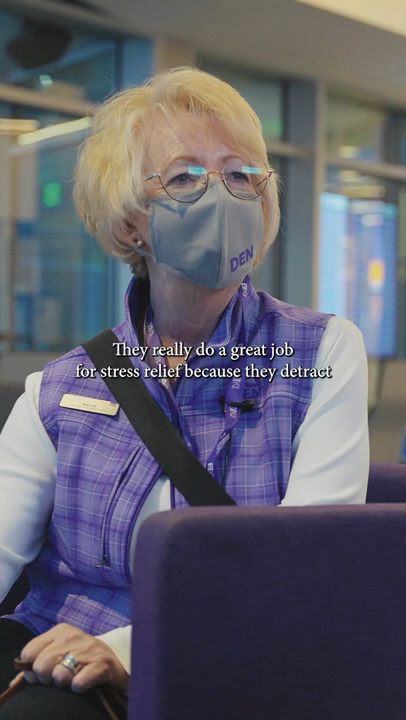 DEN
They really do a great job
for stress relief because they detract